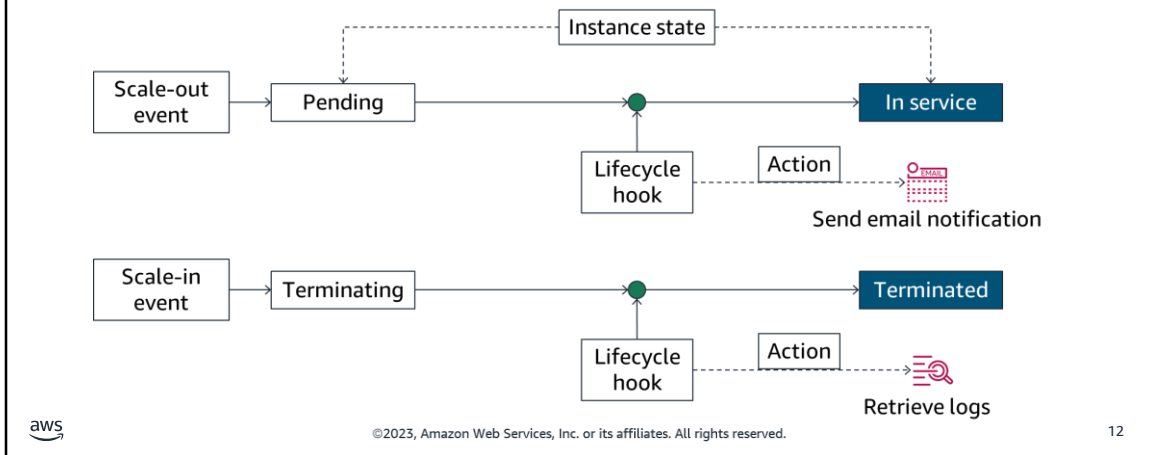 Instance state
Scale-out
event
Pending
In service
Lifecycle
hook
Action
EMAIL
Send email notification
Scale-in
event
Terminating
Terminated
Lifecycle
hook
Action
Retrieve logs
aws
©2023, Amazon Web Services, Inc. or its affiliates. All rights reserved.
12